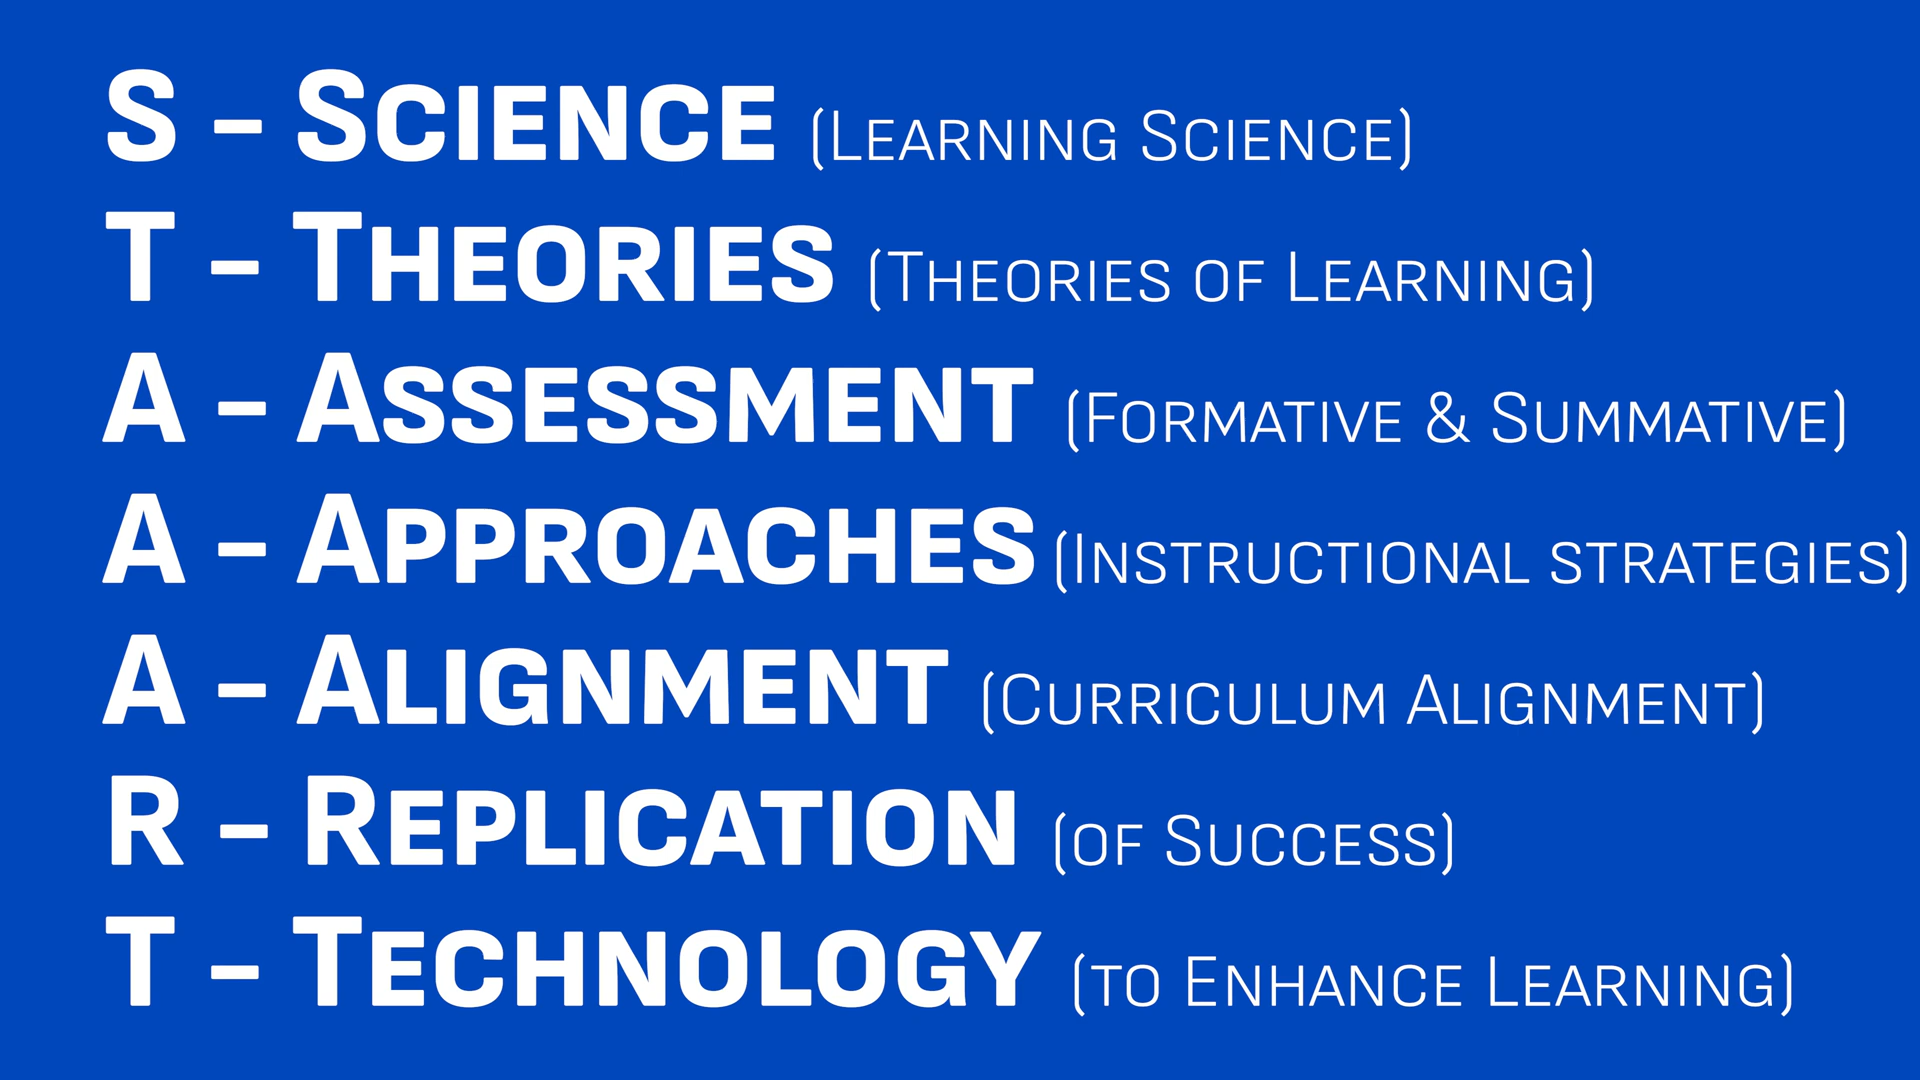 S – Science (Learning Science)
T – Theories (Theories of Learning)
A – Assessment (Formative & Summative)
A – Approaches (Instructional strategies)
A – Alignment (Curriculum Alignment)
R – Replication (of Success)
T – Technology (to Enhance Learning)